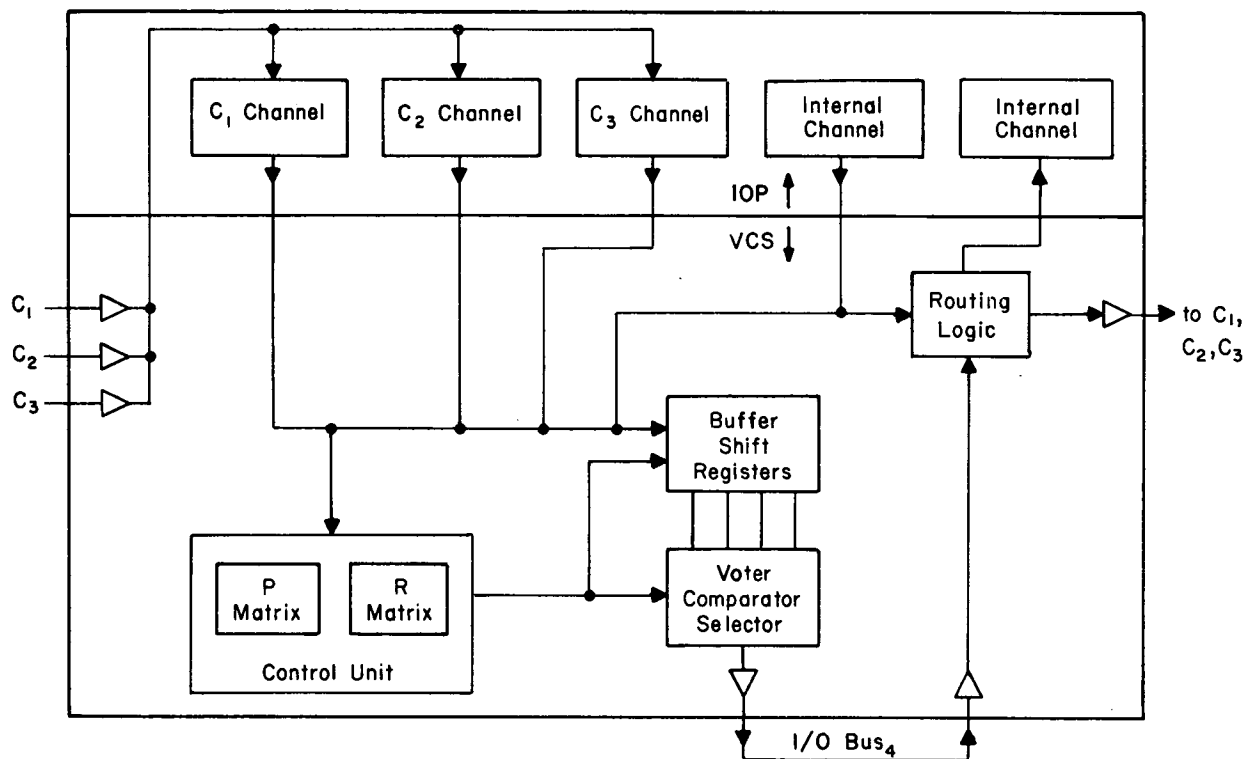 C₁ Channel
C₂ Channel
C₃ Channel
Internal
Channel
Internal
Channel
IOP
VCS
C₁
C₂
C₃
Routing
Logic
to C₁,
C₂,C₃
Buffer
Shift
Registers
P
Matrix
R
Matrix
Control Unit
Voter
Comparator
Selector
I/O Bus₄